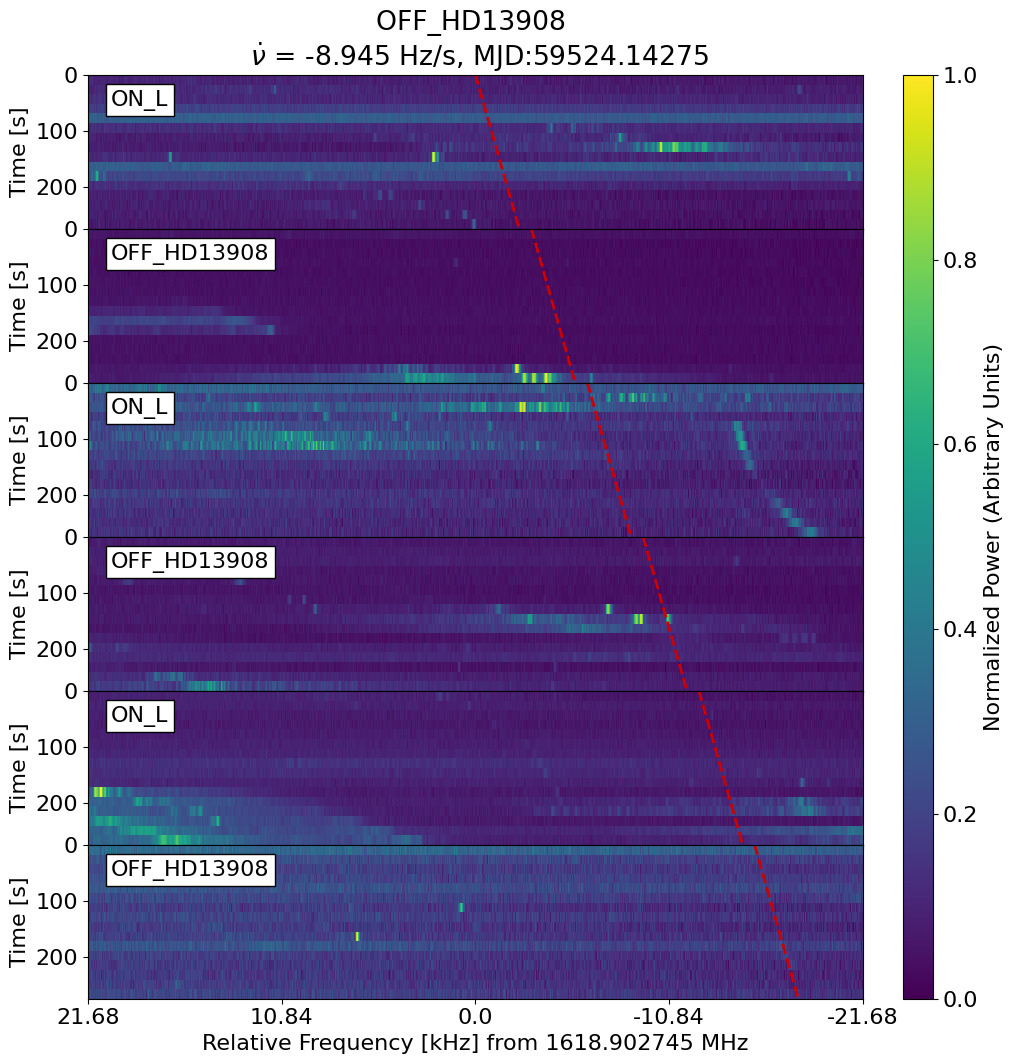 OFF_HD13908
ν̇ = -8.945 Hz/s, MJD:59524.14275
ON_L
OFF_HD13908
ON_L
OFF_HD13908
ON_L
OFF_HD13908
Time [s]
0
100
200
Time [s]
0
100
200
Time [s]
0
100
200
Time [s]
0
100
200
Time [s]
0
100
200
Time [s]
0
100
200
21.68 10.84 0.0 -10.84 -21.68
Relative Frequency [kHz] from 1618.902745 MHz
1.0
0.8
0.6
0.4
0.2
0.0
Normalized Power (Arbitrary Units)